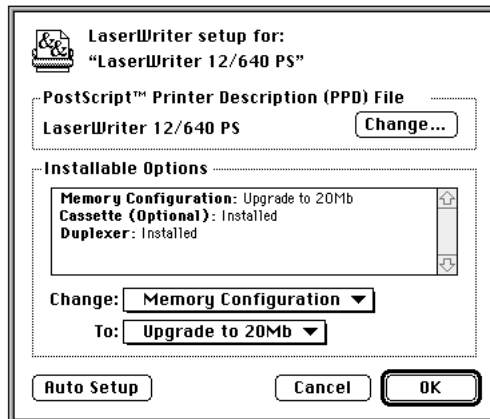 LaserWriter setup for:
“LaserWriter 12/640 PS”
PostScript™ Printer Description (PPD) File
LaserWriter 12/640 PS
Change...
Installable Options
Memory Configuration: Upgrade to 20Mb
Cassette (Optional): Installed
Duplexer: Installed
Change: Memory Configuration
To: Upgrade to 20Mb
Auto Setup Cancel OK